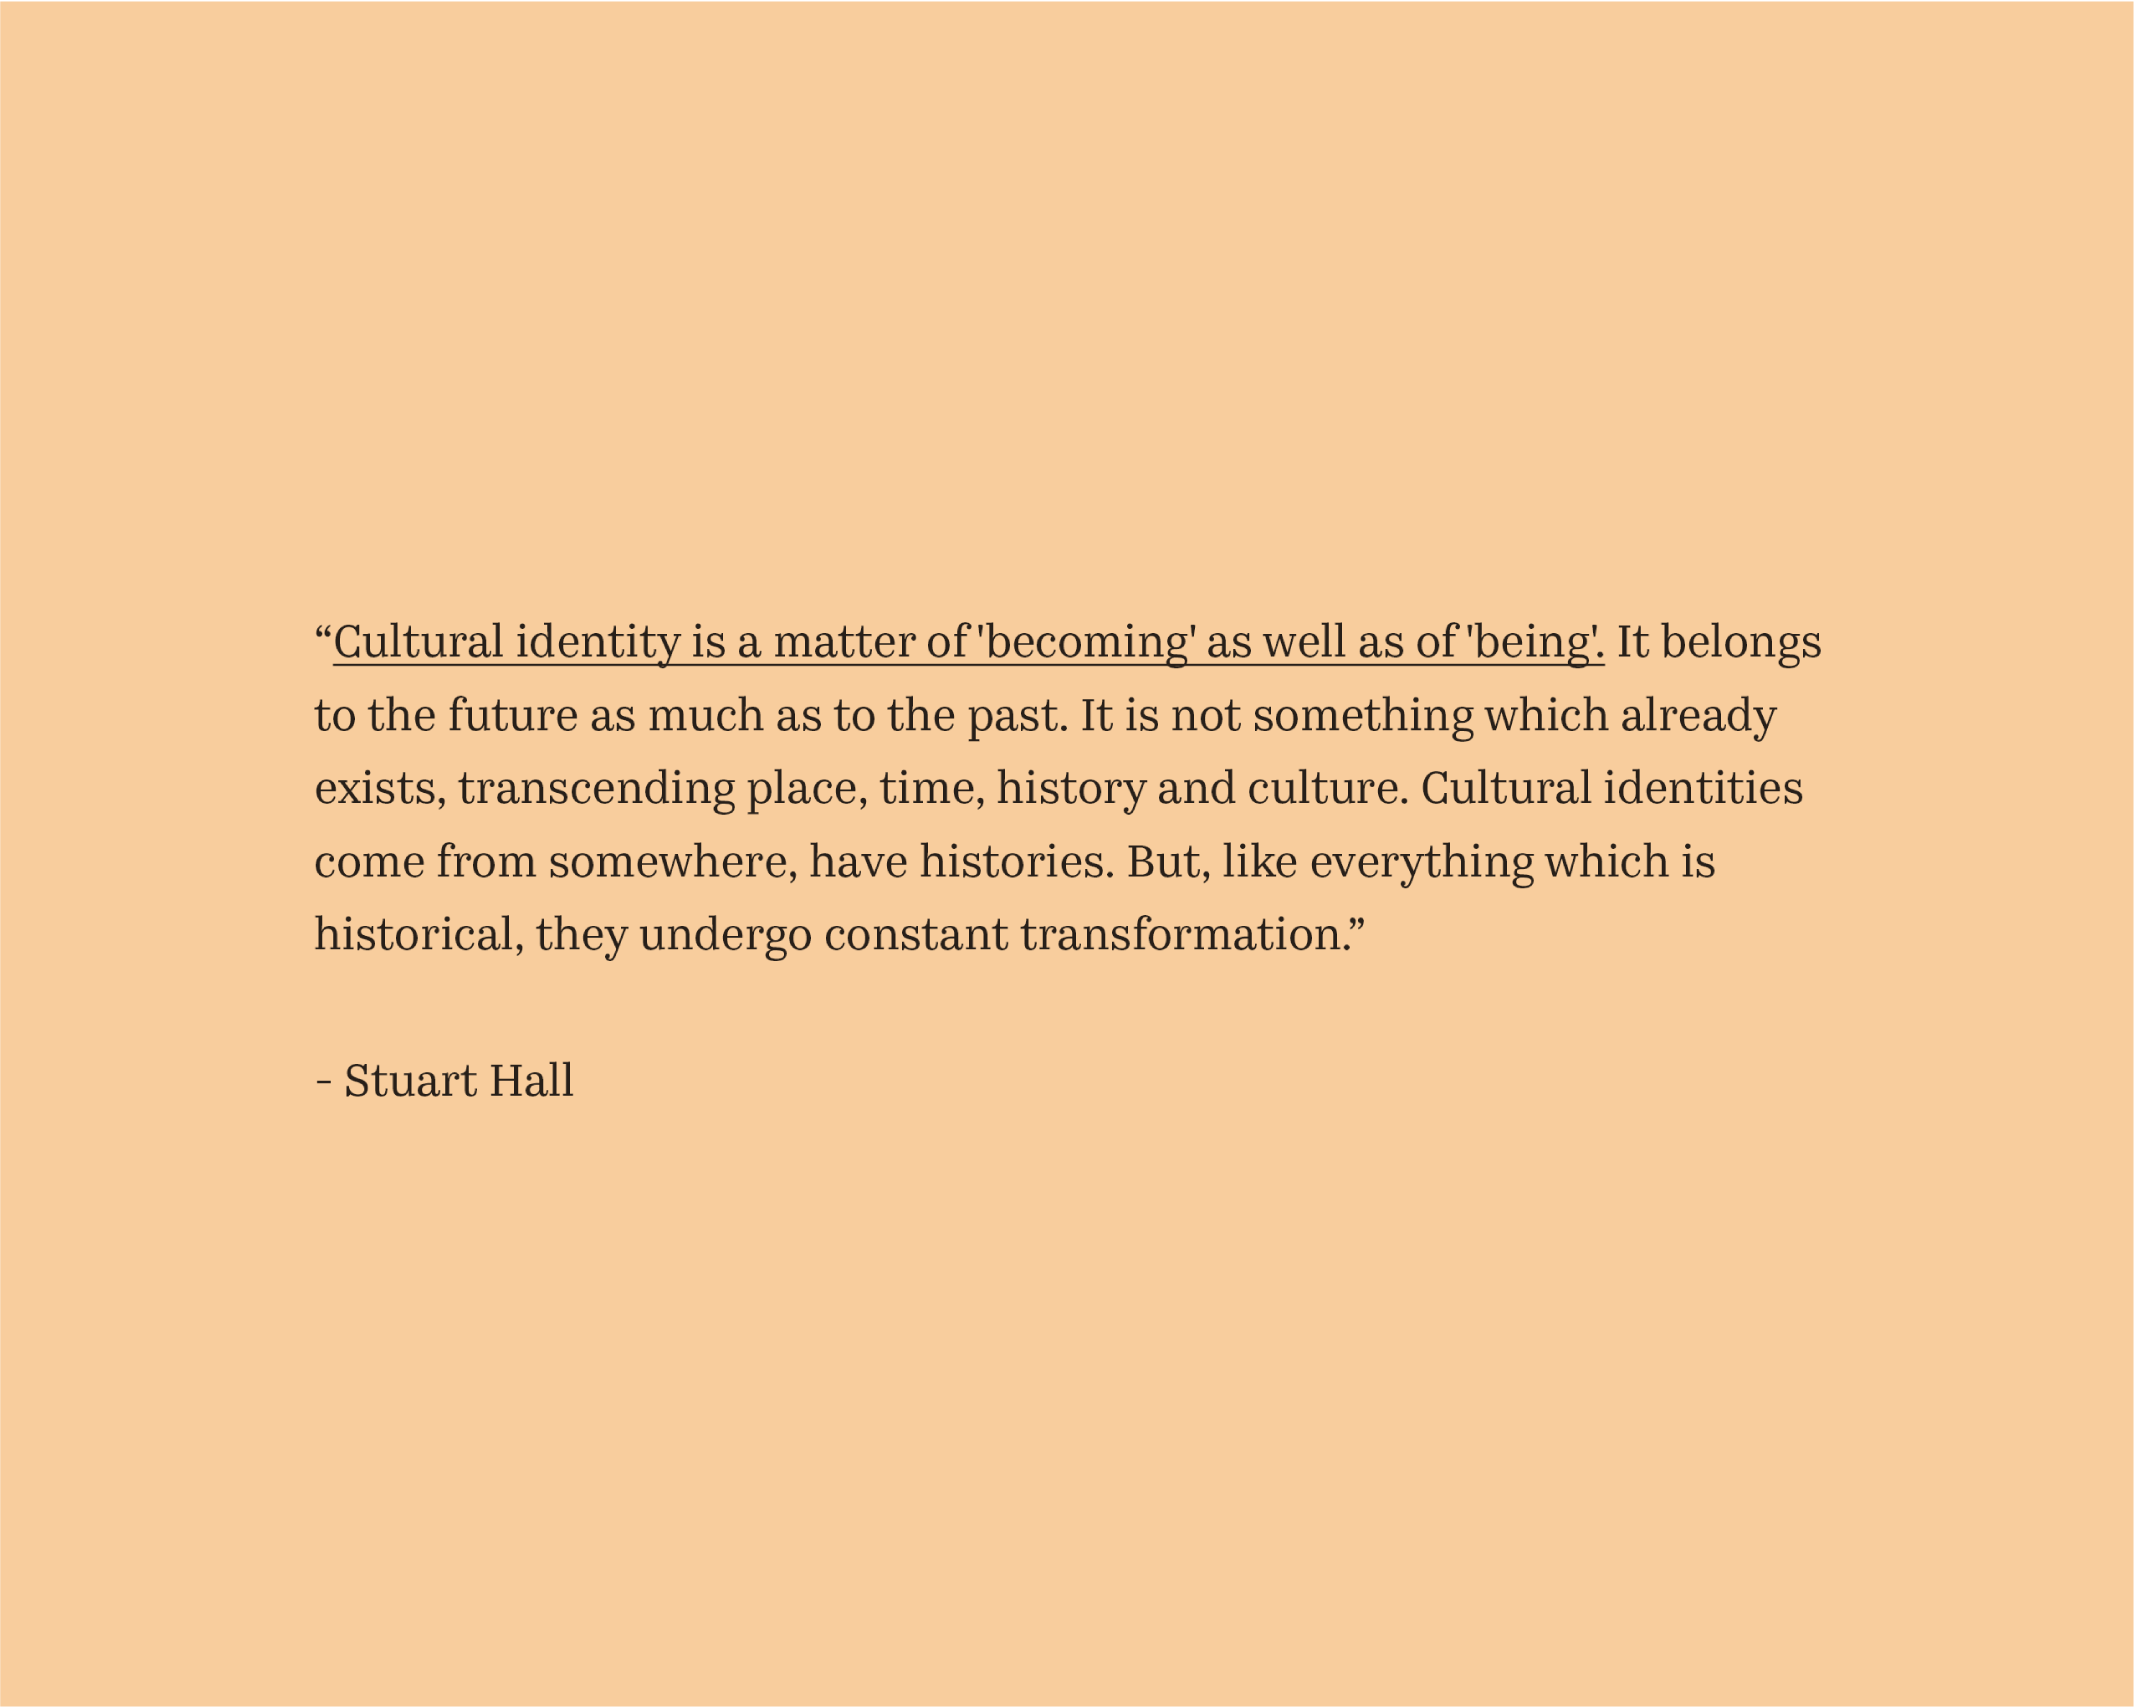 “Cultural identity is a matter of 'becoming' as well as of 'being'. It belongs
to the future as much as to the past. It is not something which already
exists, transcending place, time, history and culture. Cultural identities
come from somewhere, have histories. But, like everything which is
historical, they undergo constant transformation.”
- Stuart Hall